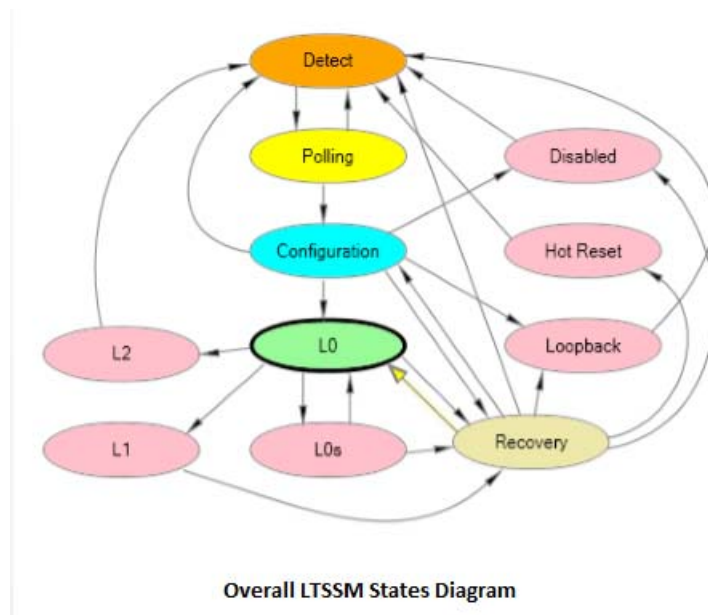 Detect
Polling
Disabled
Configuration
Hot Reset
L0
L2
Loopback
L1
L0s
Recovery
Overall LTSSM States Diagram